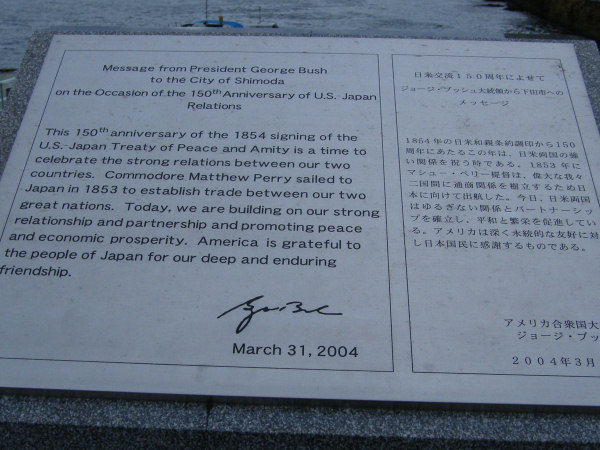 Message from President George Bush
to the City of Shimoda
on the Occasion of the 150th Anniversary of U.S. Japan
Relations
This 150th anniversary of the 1854 signing of the
U.S.-Japan Treaty of Peace and Amity is a time to
celebrate the strong relations between our two
countries. Commodore Matthew Perry sailed to
Japan in 1853 to establish trade between our two
great nations. Today, we are building on our strong
relationship and partnership and promoting peace
and economic prosperity. America is grateful to
the people of Japan for our deep and enduring
friendship.
March 31, 2004
日米交流150周年によせて
ジョージ・ブッシュ大統領から下田市への
メッセージ
1854年の日米和親条約調印から150
周年にあたるこの年は、日米両国の強
い関係を祝う時である。1853年に
マシュー・ペリー提督は、偉大な我々
二国間に通商関係を樹立するため日
本に向けて出航した。今日、日米両国
はゆるぎない関係とパートナーシッ
プを確立し、平和と繁栄を促進してい
る。アメリカは深く永続的な友好に対
し日本国民に感謝するものである。
アメリカ合衆国大
ジョージ・ブッ
2004年3月